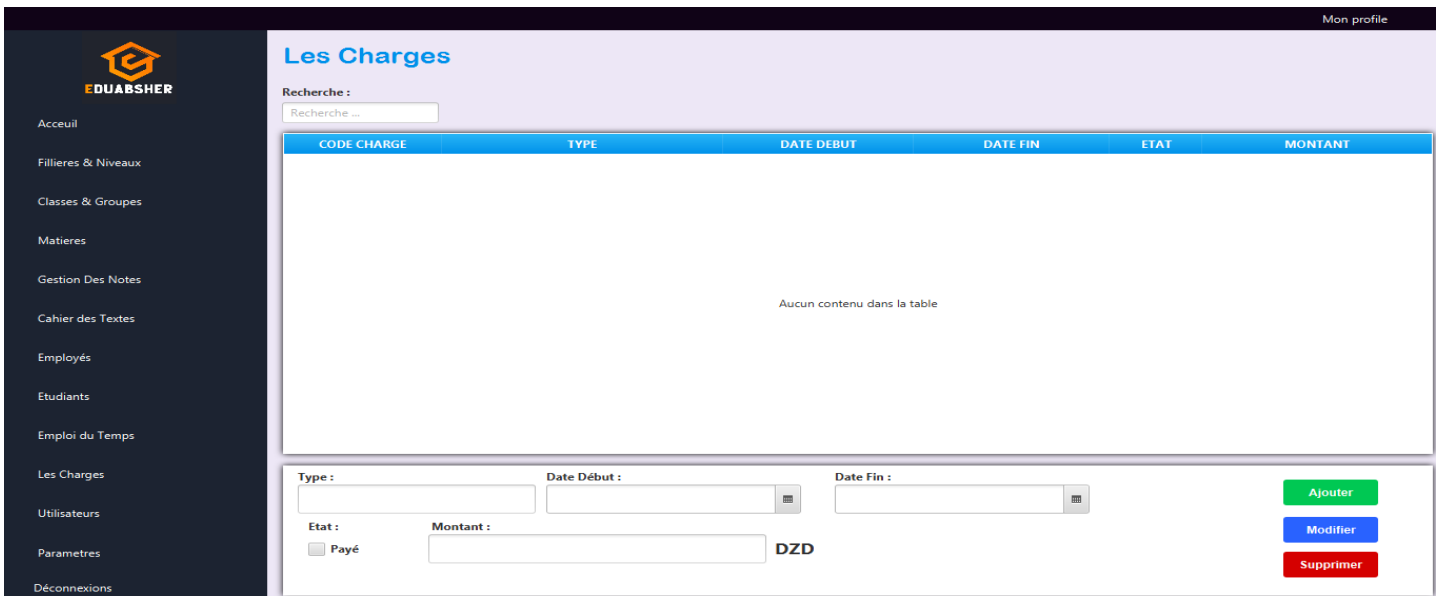 Mon profile
EDUABSHER
Acceuil
Fillieres & Niveaux
Classes & Groupes
Matieres
Gestion Des Notes
Cahier des Textes
Employés
Etudiants
Emploi du Temps
Les Charges
Utilisateurs
Parametres
Déconnexions
Les Charges
Recherche :
Recherche ...
CODE CHARGE TYPE DATE DEBUT DATE FIN ETAT MONTANT
Aucun contenu dans la table
Type : Date Début : Date Fin :
Etat : Montant :
Payé DZD
Ajouter
Modifier
Supprimer